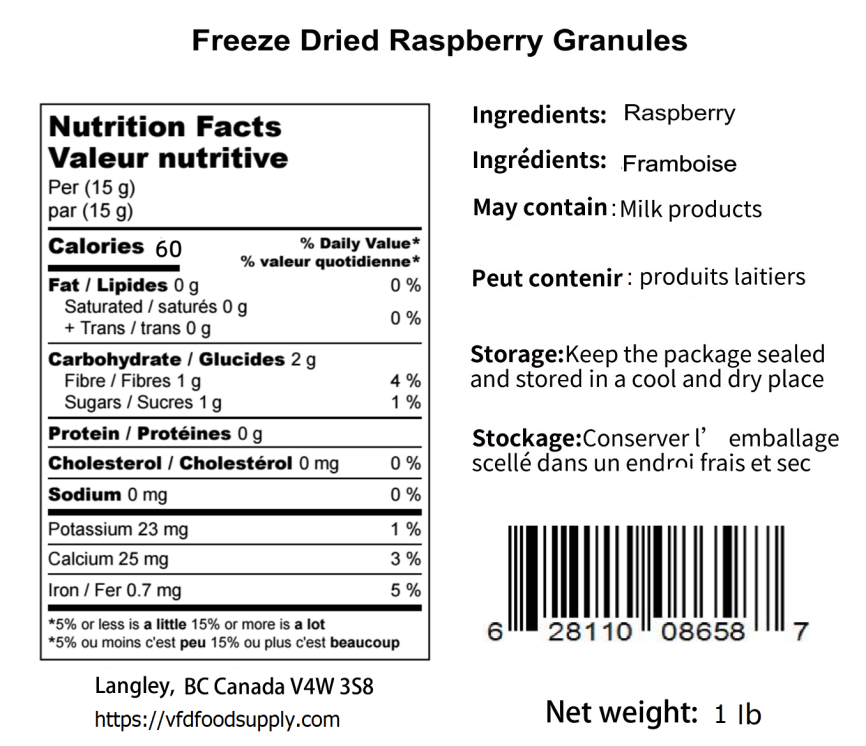 Freeze Dried Raspberry Granules
Nutrition Facts
Valeur nutritive
Per (15 g)
par (15 g)
Calories 60
% Daily Value*
% valeur quotidienne*
Fat / Lipides 0 g 0 %
Saturated / saturés 0 g
+ Trans / trans 0 g
0 %
Carbohydrate / Glucides 2 g
Fibre / Fibres 1 g 4 %
Sugars / Sucres 1 g 1 %
Protein / Protéines 0 g
Cholesterol / Cholestérol 0 mg 0 %
Sodium 0 mg 0 %
Potassium 23 mg 1 %
Calcium 25 mg 3 %
Iron / Fer 0.7 mg 5 %
*5% or less is a little 15% or more is a lot
*5% ou moins c'est peu 15% ou plus c'est beaucoup
Langley, BC Canada V4W 3S8
https://vfdfoodsupply.com
Ingredients: Raspberry
Ingrédients: Framboise
May contain: Milk products
Peut contenir: produits laitiers
Storage:Keep the package sealed
and stored in a cool and dry place
Stockage:Conserver l’ emballage
scellé dans un endroi frais et sec
6 28110 08658 7
Net weight: 1 lb